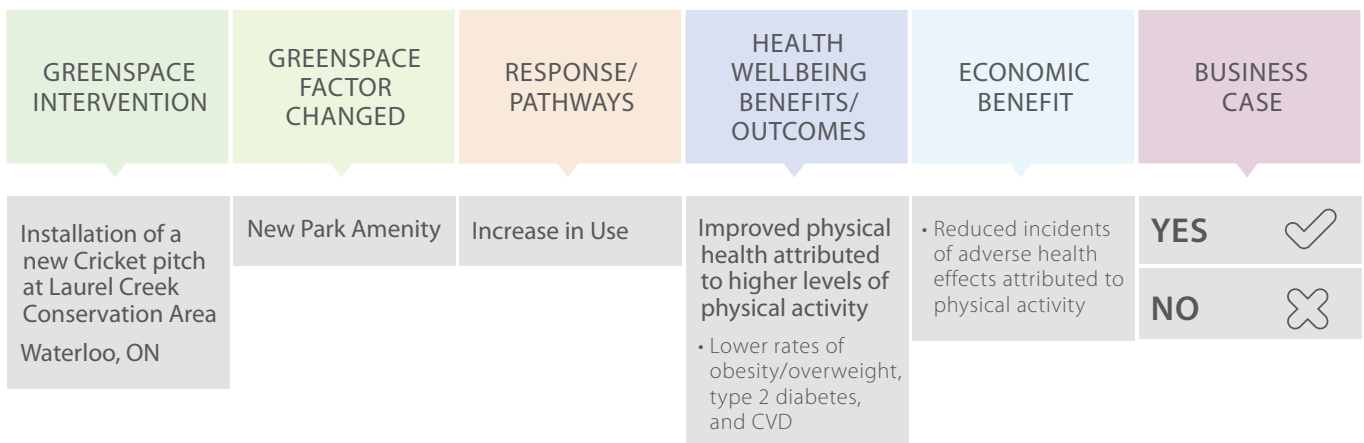 GREENSPACE
INTERVENTION
GREENSPACE
FACTOR
CHANGED
RESPONSE/
PATHWAYS
HEALTH
WELLBEING
BENEFITS/
OUTCOMES
ECONOMIC
BENEFIT
BUSINESS
CASE
Installation of a
new Cricket pitch
at Laurel Creek
Conservation Area
Waterloo, ON
New Park Amenity
Increase in Use
Improved physical
health attributed
to higher levels of
physical activity
• Lower rates of
obesity/overweight,
type 2 diabetes,
and CVD
• Reduced incidents
of adverse health
effects attributed to
physical activity
YES
NO